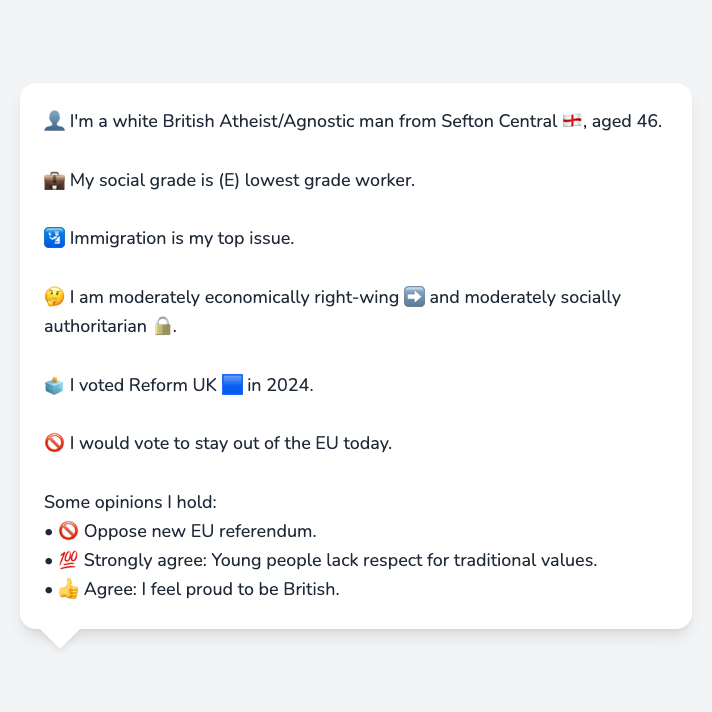 👤 I'm a white British Atheist/Agnostic man from Sefton Central 🏴󠁧󠁢󠁥󠁮󠁧󠁿, aged 46.
💼 My social grade is (E) lowest grade worker.
🛂 Immigration is my top issue.
🤔 I am moderately economically right-wing ➡️ and moderately socially
authoritarian 🔒.
🗳️ I voted Reform UK 🟦 in 2024.
🚫 I would vote to stay out of the EU today.
Some opinions I hold:
• 🚫 Oppose new EU referendum.
• 💯 Strongly agree: Young people lack respect for traditional values.
• 👍 Agree: I feel proud to be British.